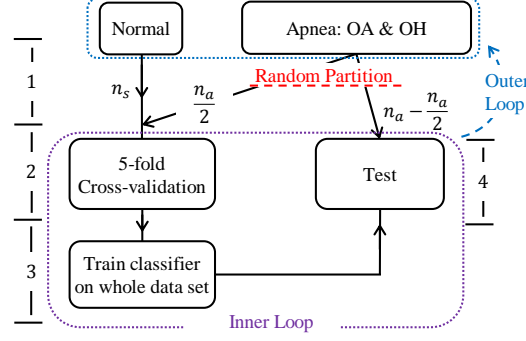 Normal
Apnea: OA & OH
Random Partition
Outer
Loop
1
n_s
n_a/2
n_a − n_a/2
2
5-fold
Cross-validation
Test
4
3
Train classifier
on whole data set
Inner Loop